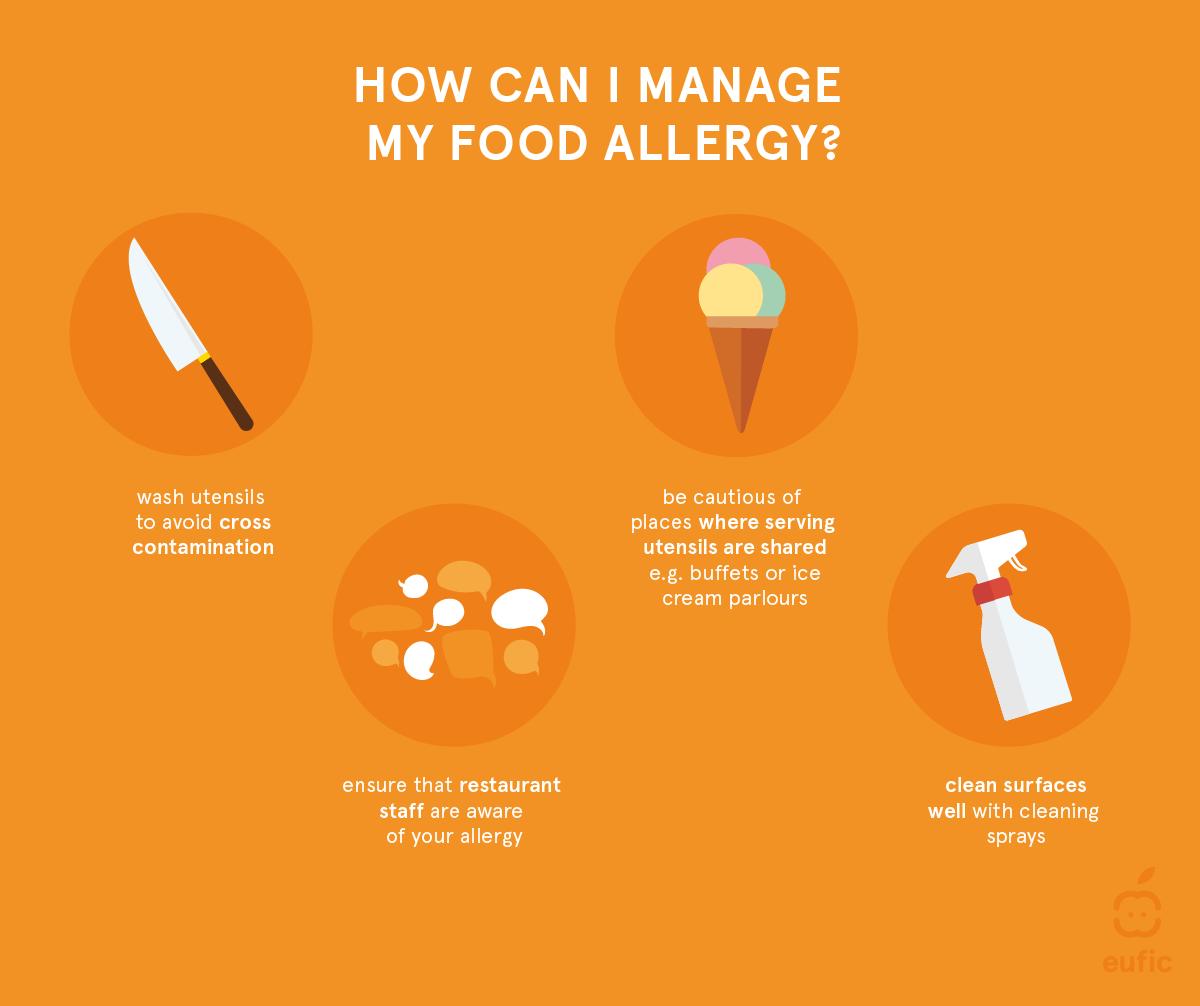 HOW CAN I MANAGE
MY FOOD ALLERGY?
wash utensils
to avoid cross
contamination
ensure that restaurant
staff are aware
of your allergy
be cautious of
places where serving
utensils are shared
e.g. buffets or ice
cream parlours
clean surfaces
well with cleaning
sprays
eufic